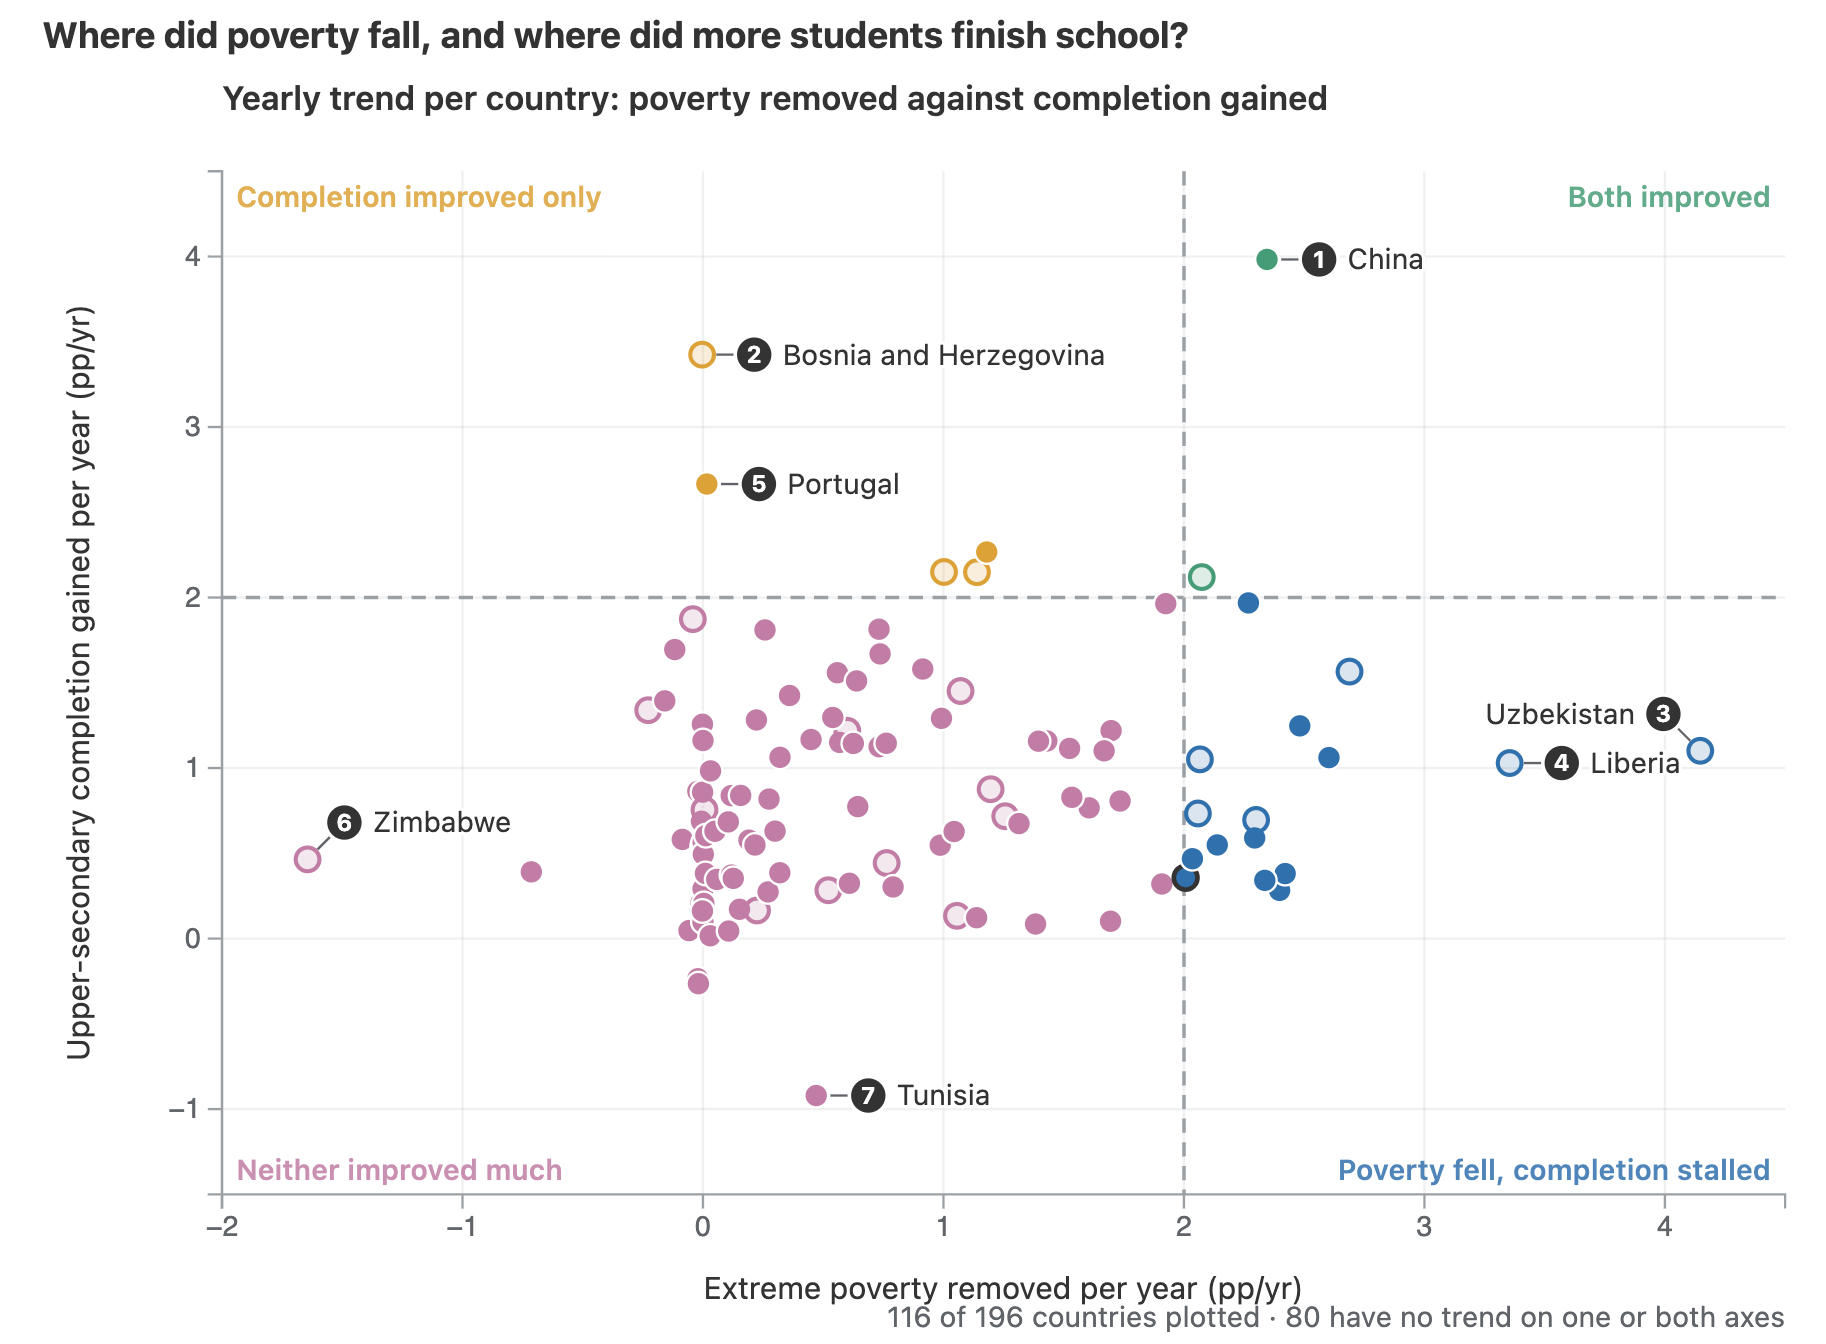 Where did poverty fall, and where did more students finish school?
Yearly trend per country: poverty removed against completion gained
Completion improved only
Both improved
4
1 China
2 Bosnia and Herzegovina
3
5 Portugal
2
Uzbekistan 3
4 Liberia
1
6 Zimbabwe
0
−1
7 Tunisia
Neither improved much
Poverty fell, completion stalled
Upper-secondary completion gained per year (pp/yr)
−2 −1 0 1 2 3 4
Extreme poverty removed per year (pp/yr)
116 of 196 countries plotted · 80 have no trend on one or both axes